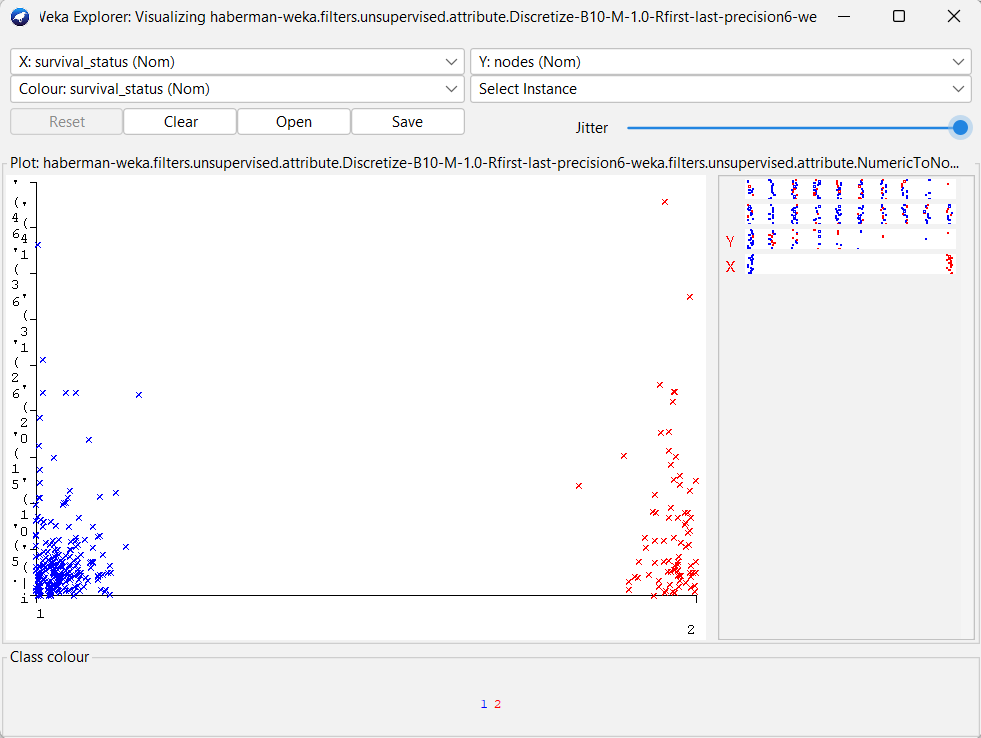 Weka Explorer: Visualizing haberman-weka.filters.unsupervised.attribute.Discretize-B10-M-1.0-Rfirst-last-precision6-we
X: survival_status (Nom)
Y: nodes (Nom)
Colour: survival_status (Nom)
Select Instance
Reset
Clear
Open
Save
Jitter
Plot: haberman-weka.filters.unsupervised.attribute.Discretize-B10-M-1.0-Rfirst-last-precision6-weka.filters.unsupervised.attribute.NumericToNo...
Y
X
1
2
Class colour
1 2